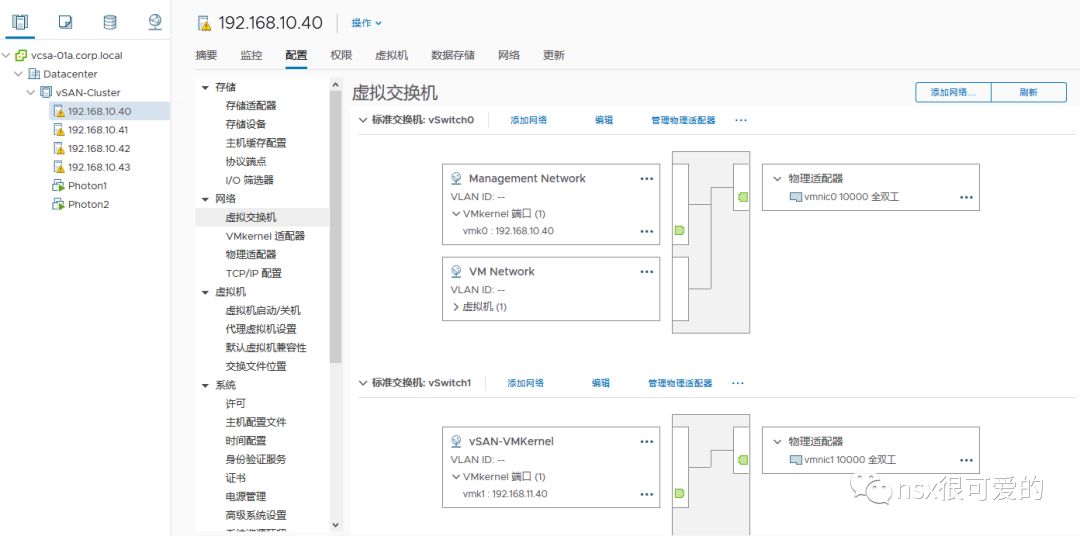 192.168.10.40
操作
摘要 监控 配置 权限 虚拟机 数据存储 网络 更新
vcsa-01a.corp.local
Datacenter
vSAN-Cluster
192.168.10.40
192.168.10.41
192.168.10.42
192.168.10.43
Photon1
Photon2
存储
存储适配器
存储设备
主机缓存配置
协议端点
I/O 筛选器
网络
虚拟交换机
VMkernel 适配器
物理适配器
TCP/IP 配置
虚拟机
虚拟机启动/关机
代理虚拟机设置
默认虚拟机兼容性
交换文件位置
系统
许可
主机配置文件
时间配置
身份验证服务
证书
电源管理
高级系统设置
虚拟交换机
添加网络... 刷新
标准交换机: vSwitch0 添加网络 编辑 管理物理适配器 ...
Management Network ...
VLAN ID: --
VMkernel 端口 (1)
vmk0 : 192.168.10.40 ...
VM Network ...
VLAN ID: --
虚拟机 (1)
物理适配器
vmnic0 10000 全双工 ...
标准交换机: vSwitch1 添加网络 编辑 管理物理适配器 ...
vSAN-VMKernel ...
VLAN ID: --
VMkernel 端口 (1)
vmk1 : 192.168.11.40 ...
物理适配器
vmnic1 10000 全双工 ...
nsx很可爱的